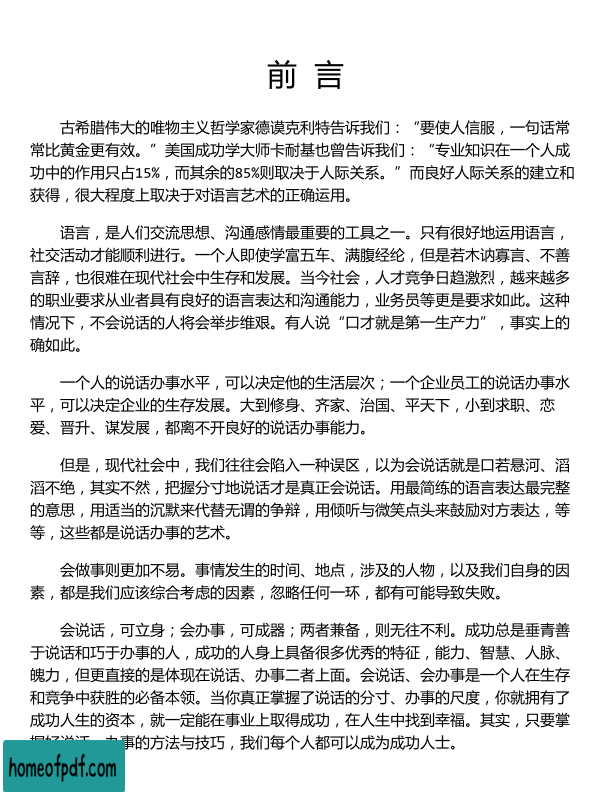 前 言
古希腊伟大的唯物主义哲学家德谟克利特告诉我们：“要使人信服，一句话常
常比黄金更有效。”美国成功学大师卡耐基也曾告诉我们：“专业知识在一个人成
功中的作用只占15%，而其余的85%则取决于人际关系。”而良好人际关系的建立和
获得，很大程度上取决于对语言艺术的正确运用。
语言，是人们交流思想、沟通感情最重要的工具之一。只有很好地运用语言，
社交活动才能顺利进行。一个人即使学富五车、满腹经纶，但是若木讷寡言、不善
言辞，也很难在现代社会中生存和发展。当今社会，人才竞争日趋激烈，越来越多
的职业要求从业者具有良好的语言表达和沟通能力，业务员等更是要求如此。这种
情况下，不会说话的人将会举步维艰。有人说“口才就是第一生产力”，事实上的
确如此。
一个人的说话办事水平，可以决定他的生活层次；一个企业员工的说话办事水
平，可以决定企业的生存发展。大到修身、齐家、治国、平天下，小到求职、恋
爱、晋升、谋发展，都离不开良好的说话办事能力。
但是，现代社会中，我们往往会陷入一种误区，以为会说话就是口若悬河、滔
滔不绝，其实不然，把握分寸地说话才是真正会说话。用最简练的语言表达最完整
的意思，用适当的沉默来代替无谓的争辩，用倾听与微笑点头来鼓励对方表达，等
等，这些都是说话办事的艺术。
会做事则更加不易。事情发生的时间、地点，涉及的人物，以及我们自身的因
素，都是我们应该综合考虑的因素，忽略任何一环，都有可能导致失败。
会说话，可立身；会办事，可成器；两者兼备，则无往不利。成功总是垂青善
于说话和巧于办事的人，成功的人身上具备很多优秀的特征，能力、智慧、人脉、
魄力，但更直接的是体现在说话、办事二者上面。会说话、会办事是一个人在生存
和竞争中获胜的必备本领。当你真正掌握了说话的分寸、办事的尺度，你就拥有了
成功人生的资本，就一定能在事业上取得成功，在人生中找到幸福。其实，只要掌
握好说话、办事的方法与技巧，我们每个人都可以成为成功人士。
homeofpdf.com